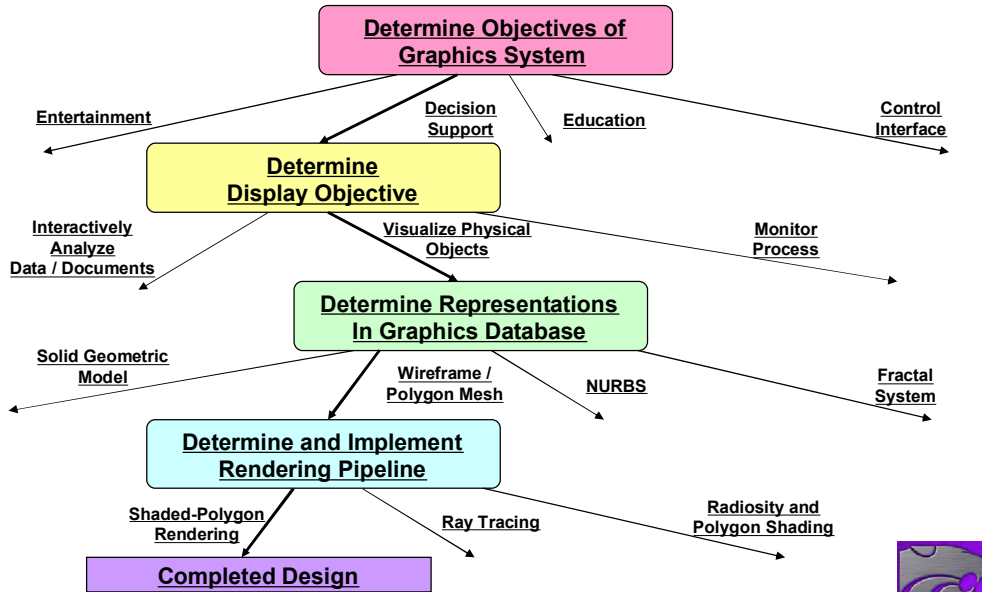 Determine Objectives of
Graphics System
Entertainment
Decision
Support
Education
Control
Interface
Determine
Display Objective
Interactively
Analyze
Data / Documents
Visualize Physical
Objects
Monitor
Process
Determine Representations
In Graphics Database
Solid Geometric
Model
Wireframe /
Polygon Mesh
NURBS
Fractal
System
Determine and Implement
Rendering Pipeline
Shaded-Polygon
Rendering
Ray Tracing
Radiosity and
Polygon Shading
Completed Design